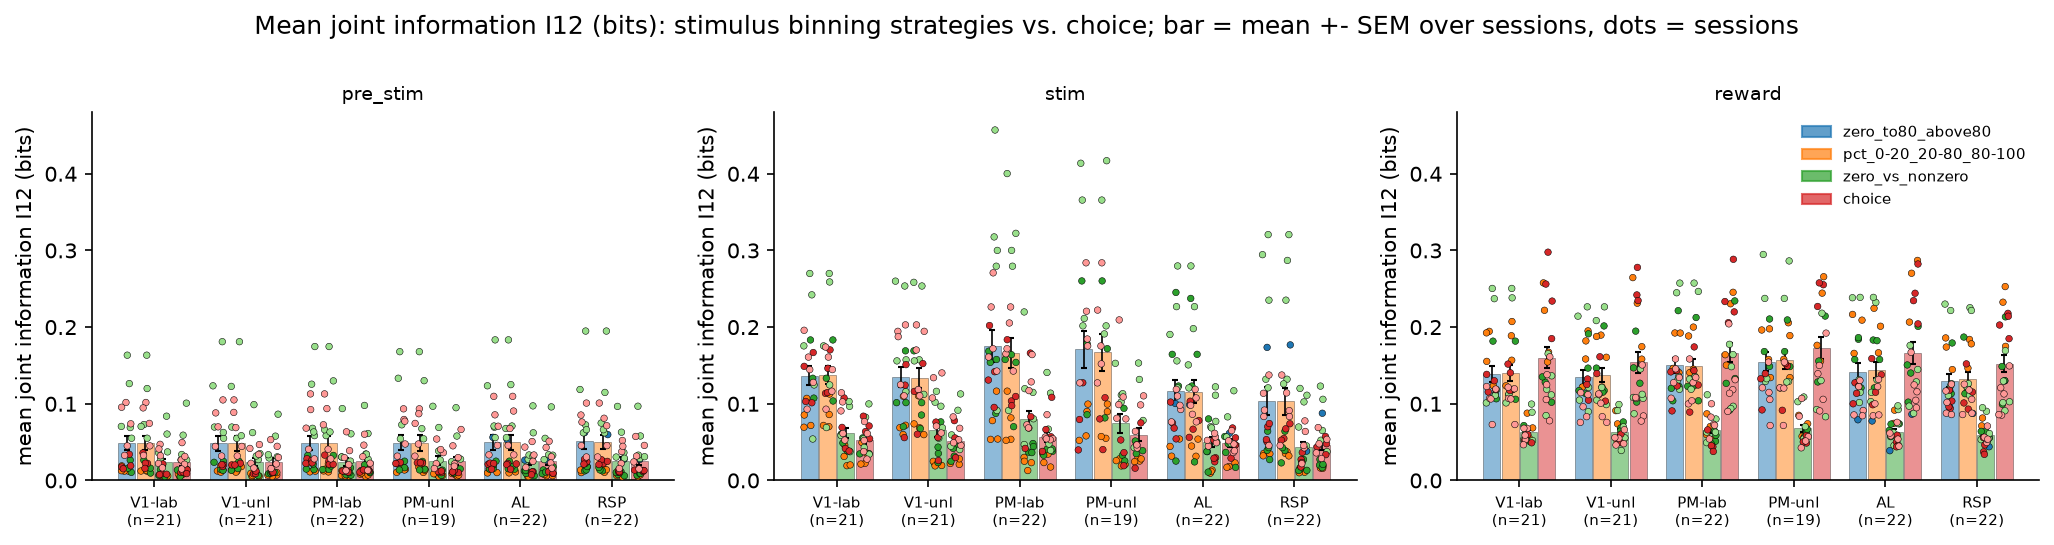 Mean joint information I12 (bits): stimulus binning strategies vs. choice; bar = mean +- SEM over sessions, dots = sessions
pre_stim
mean joint information I12 (bits)
0.4
0.3
0.2
0.1
0.0
V1-lab
(n=21)
V1-unl
(n=21)
PM-lab
(n=22)
PM-unl
(n=19)
AL
(n=22)
RSP
(n=22)
stim
mean joint information I12 (bits)
0.4
0.3
0.2
0.1
0.0
V1-lab
(n=21)
V1-unl
(n=21)
PM-lab
(n=22)
PM-unl
(n=19)
AL
(n=22)
RSP
(n=22)
reward
mean joint information I12 (bits)
0.4
0.3
0.2
0.1
0.0
zero_to80_above80
pct_0-20_20-80_80-100
zero_vs_nonzero
choice
V1-lab
(n=21)
V1-unl
(n=21)
PM-lab
(n=22)
PM-unl
(n=19)
AL
(n=22)
RSP
(n=22)